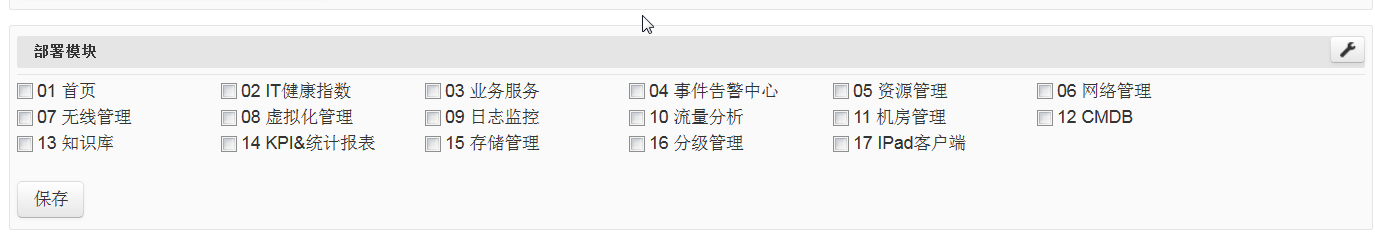 部署模块
01 首页 02 IT健康指数 03 业务服务 04 事件告警中心 05 资源管理 06 网络管理
07 无线管理 08 虚拟化管理 09 日志监控 10 流量分析 11 机房管理 12 CMDB
13 知识库 14 KPI&统计报表 15 存储管理 16 分级管理 17 IPad客户端
保存